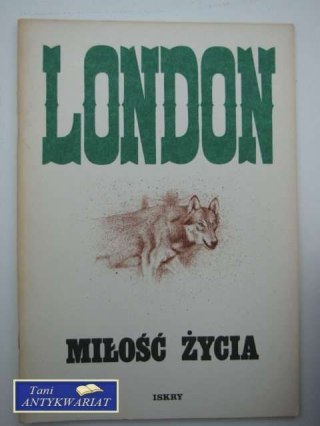 LONDON
MIŁOŚĆ ŻYCIA
ISKRY
Tani
ANTYKWARIAT